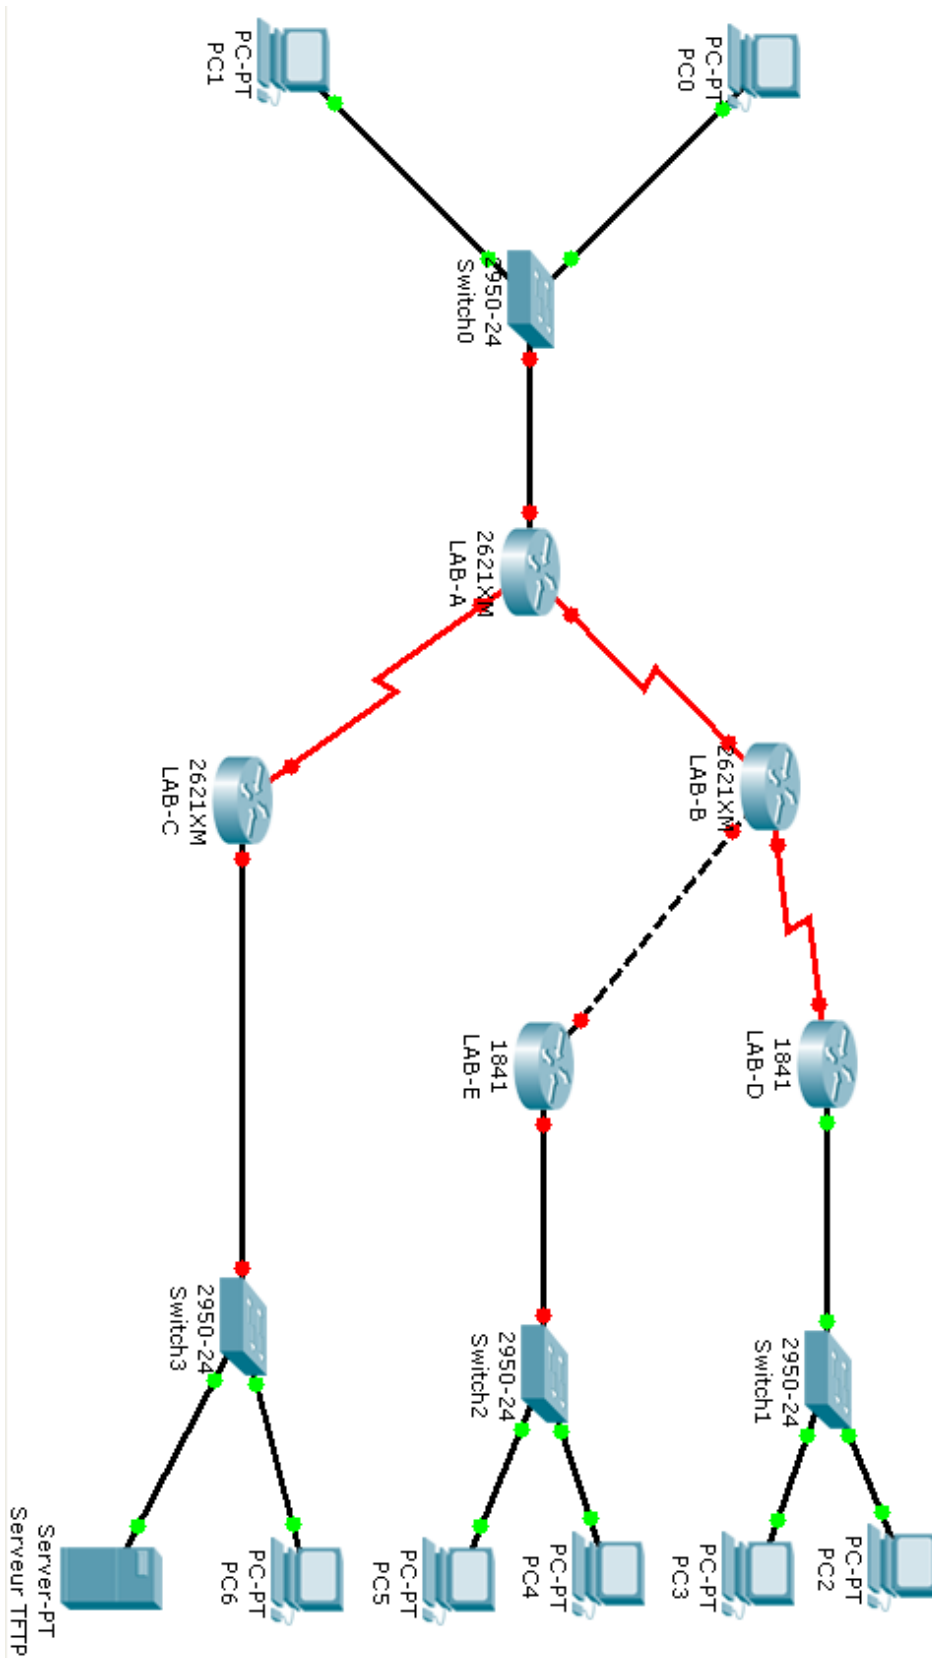 PC-PT
PC0
PC-PT
PC1
2950-24
Switch0
2621XM
LAB-A
2621XM
LAB-B
2621XM
LAB-C
1841
LAB-D
1841
LAB-E
2950-24
Switch1
2950-24
Switch2
2950-24
Switch3
PC-PT
PC2
PC-PT
PC3
PC-PT
PC4
PC-PT
PC5
PC-PT
PC6
Server-PT
Serveur TFTP